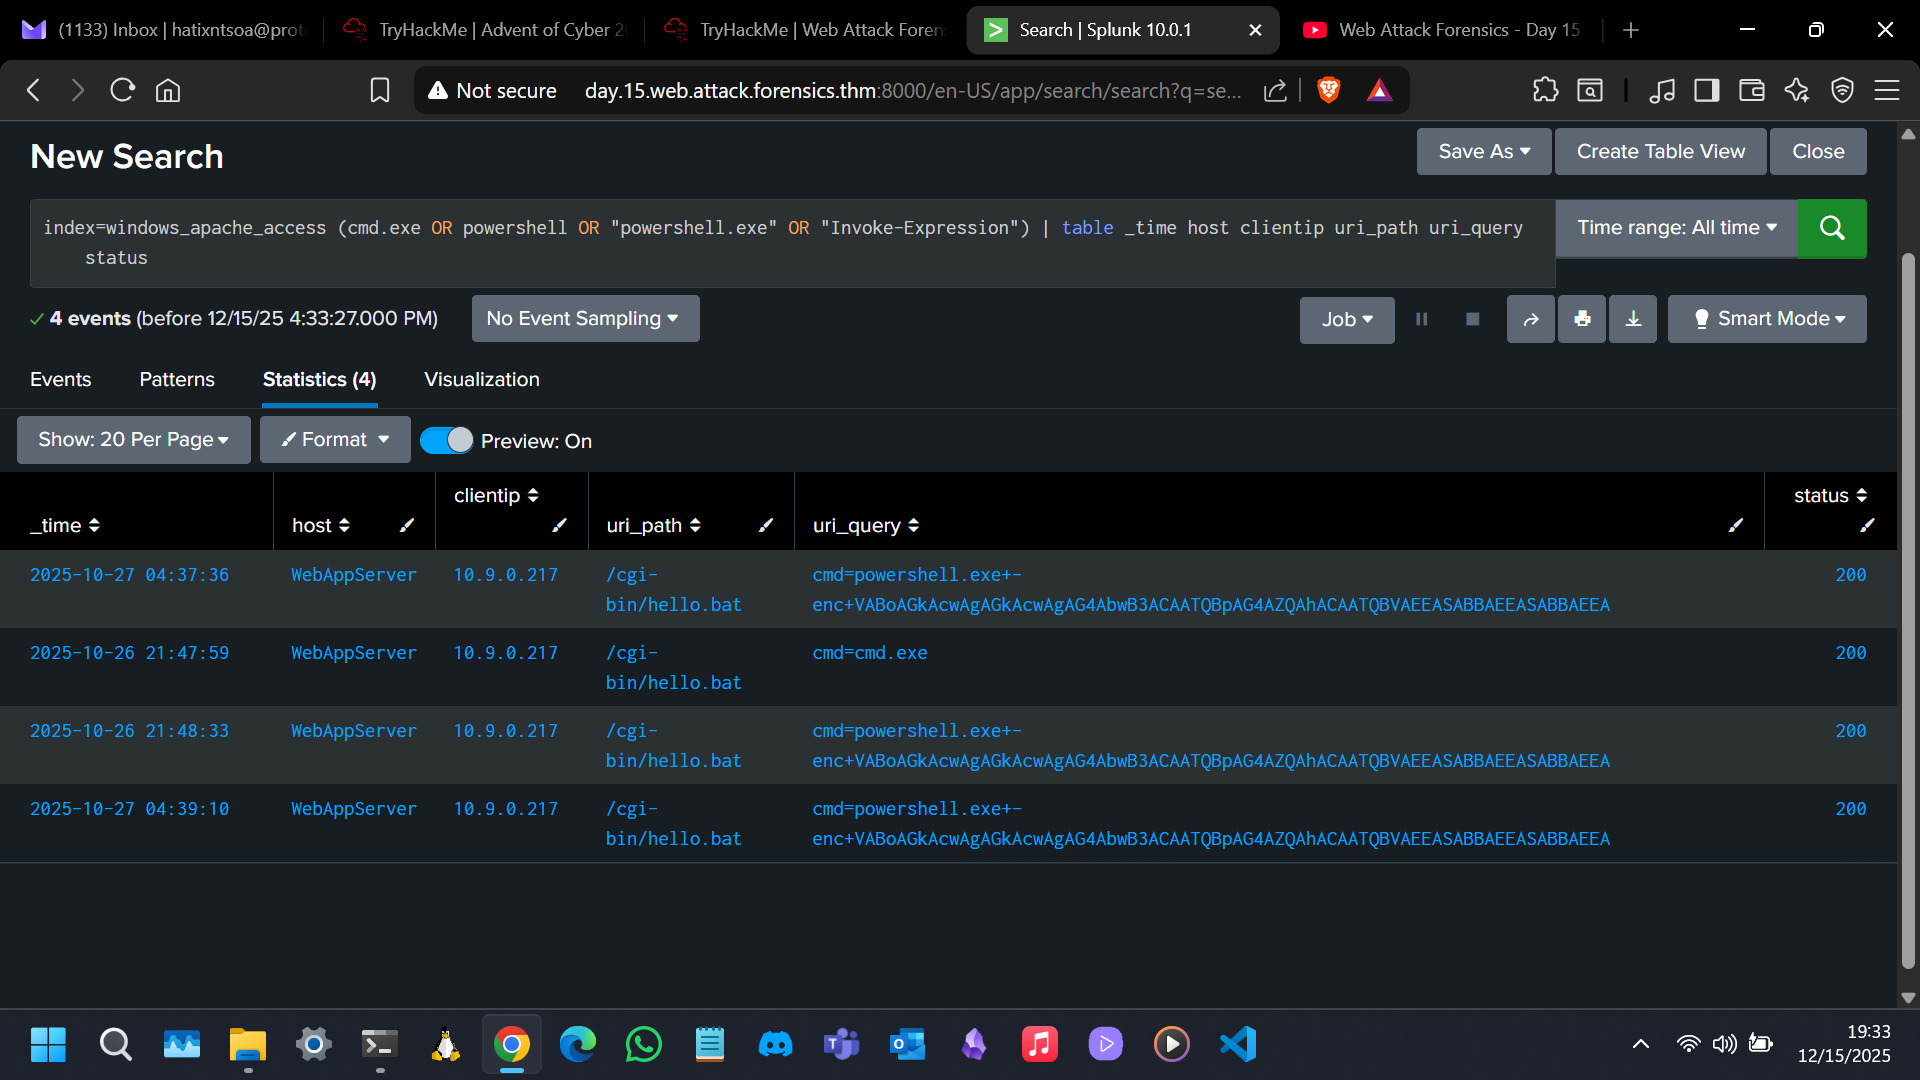 (1133) Inbox | hatixntsoa@prot
TryHackMe | Advent of Cyber 2
TryHackMe | Web Attack Foren
Search | Splunk 10.0.1
Web Attack Forensics - Day 15
Not secure
day.15.web.attack.forensics.thm:8000/en-US/app/search/search?q=se...
New Search
Save As
Create Table View
Close
index=windows_apache_access (cmd.exe OR powershell OR "powershell.exe" OR "Invoke-Expression") | table _time host clientip uri_path uri_query
status
Time range: All time
4 events (before 12/15/25 4:33:27.000 PM)
No Event Sampling
Job
Smart Mode
Events
Patterns
Statistics (4)
Visualization
Show: 20 Per Page
Format
Preview: On
_time
host
clientip
uri_path
uri_query
status
2025-10-27 04:37:36
WebAppServer
10.9.0.217
/cgi-
bin/hello.bat
cmd=powershell.exe+-
enc+VABoAGkAcwAgAGkAcwAgAG4AbwB3ACAATQBpAG4AZQAhACAATQBVAEEASABBAEEASABBAEEA
200
2025-10-26 21:47:59
WebAppServer
10.9.0.217
/cgi-
bin/hello.bat
cmd=cmd.exe
200
2025-10-26 21:48:33
WebAppServer
10.9.0.217
/cgi-
bin/hello.bat
cmd=powershell.exe+-
enc+VABoAGkAcwAgAGkAcwAgAG4AbwB3ACAATQBpAG4AZQAhACAATQBVAEEASABBAEEASABBAEEA
200
2025-10-27 04:39:10
WebAppServer
10.9.0.217
/cgi-
bin/hello.bat
cmd=powershell.exe+-
enc+VABoAGkAcwAgAGkAcwAgAG4AbwB3ACAATQBpAG4AZQAhACAATQBVAEEASABBAEEASABBAEEA
200
19:33
12/15/2025